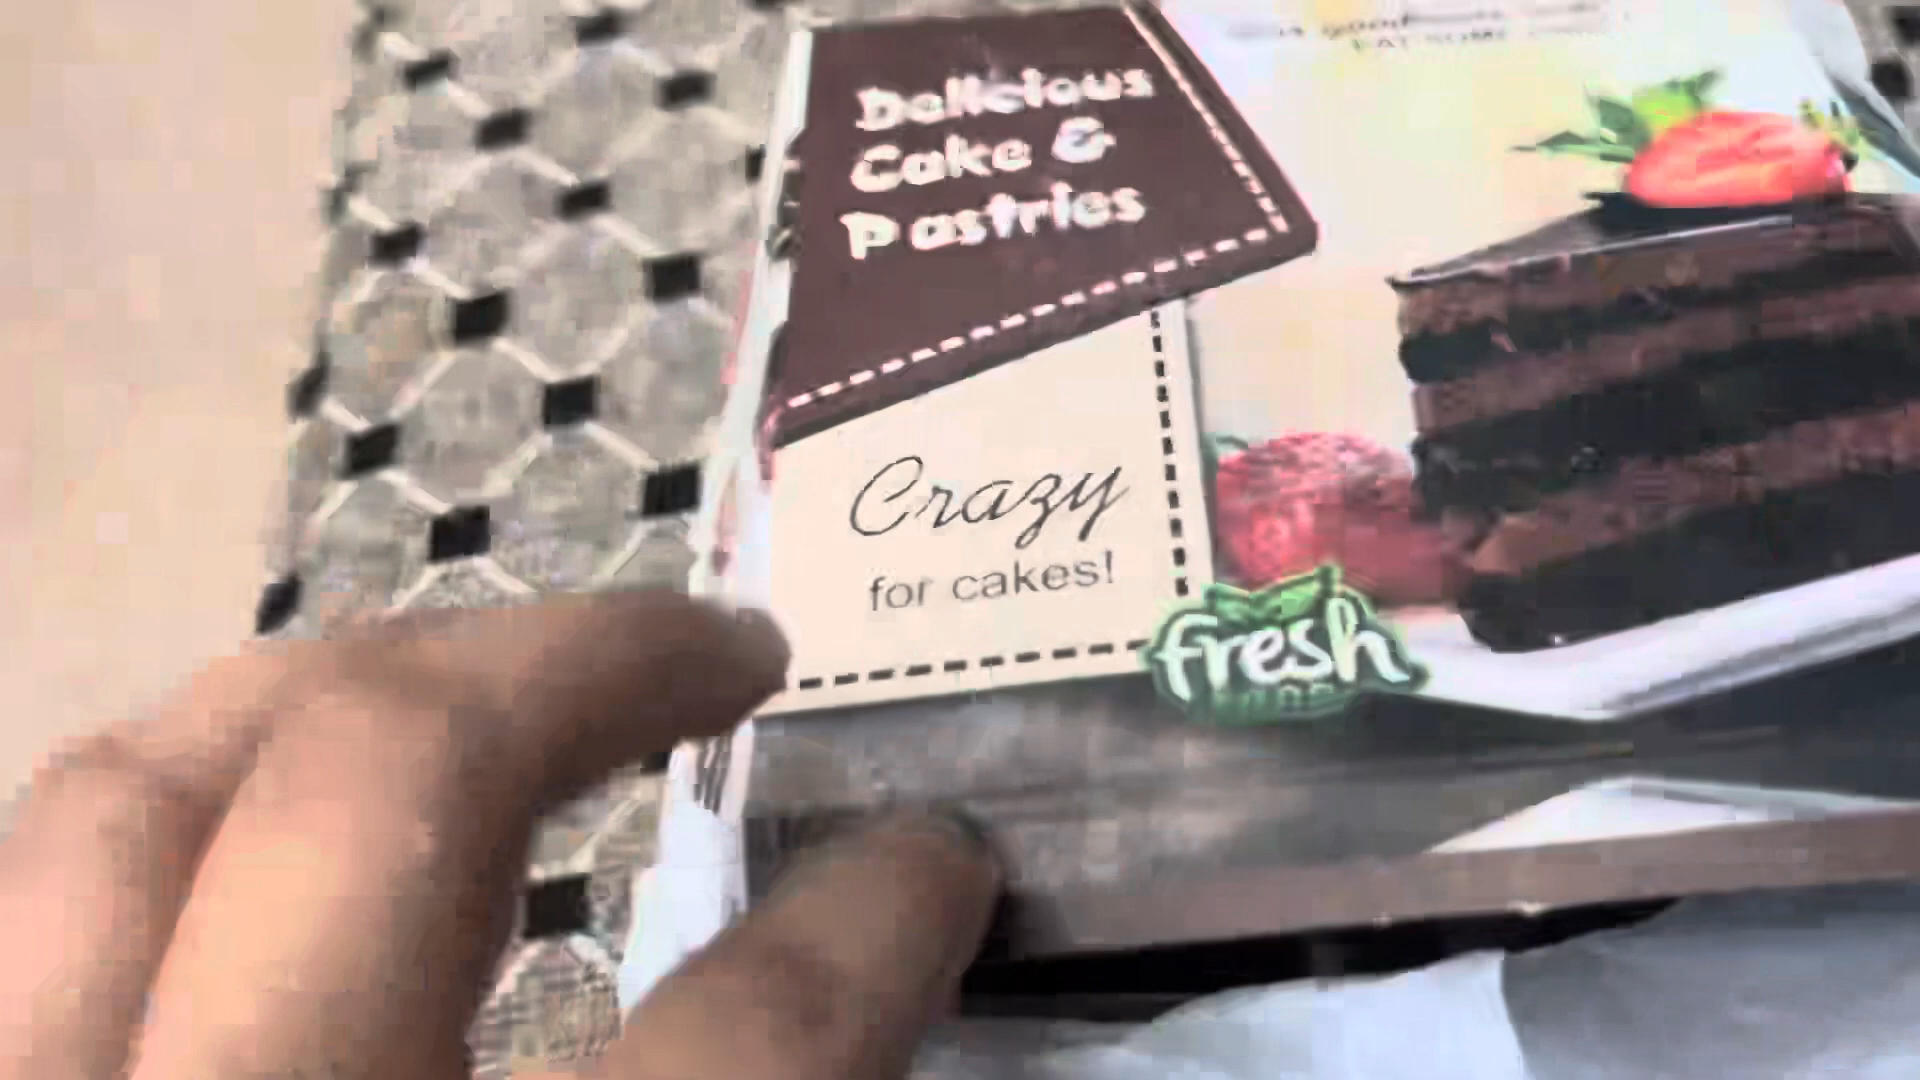 Delicious
Cake &
Pastries
Crazy
for cakes!
fresh